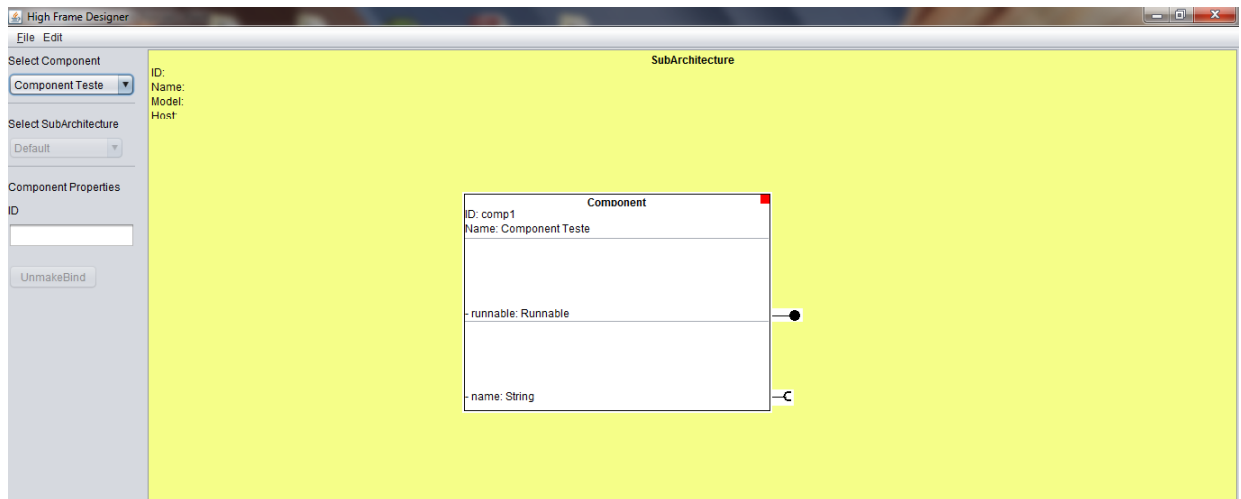 High Frame Designer
File Edit
Select Component
Component Teste
Select SubArchitecture
Default
Component Properties
ID
UnmakeBind
SubArchitecture
ID:
Name:
Model:
Host:
Component
ID: comp1
Name: Component Teste
- runnable: Runnable
- name: String